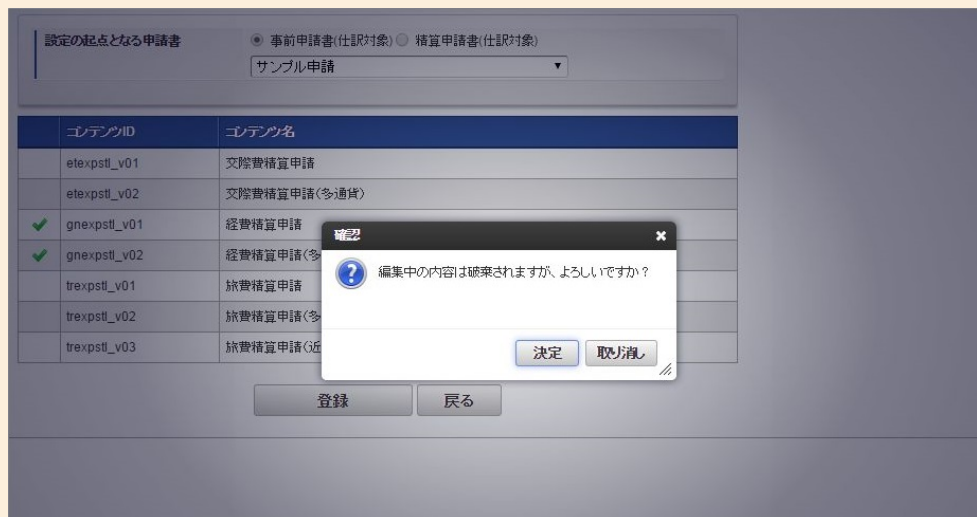 設定の起点となる申請書
事前申請書(仕訳対象) 精算申請書(仕訳対象)
サンプル申請
コンテンツID コンテンツ名
etexpstl_v01 交際費精算申請
etexpstl_v02 交際費精算申請(多通貨)
gnexpstl_v01 経費精算申請
gnexpstl_v02 経費精算申請(多
trexpstl_v01 旅費精算申請
trexpstl_v02 旅費精算申請(多
trexpstl_v03 旅費精算申請(近
確認
編集中の内容は破棄されますが、よろしいですか?
決定 取り消し
登録 戻る